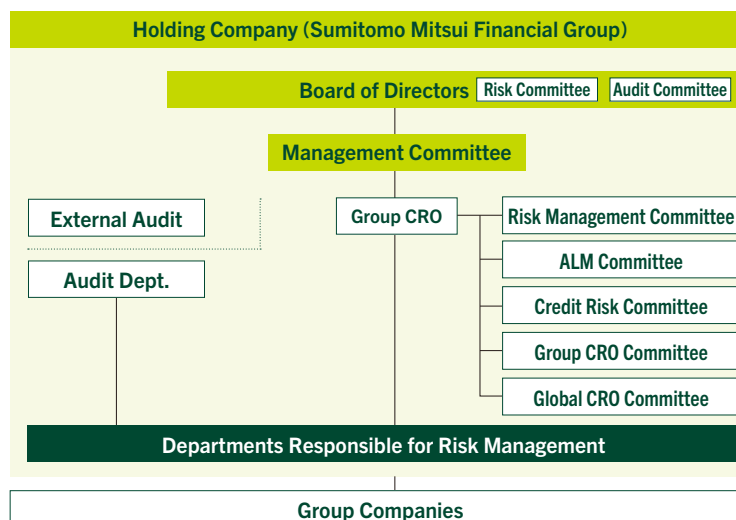 Holding Company (Sumitomo Mitsui Financial Group)
Board of Directors
Risk Committee
Audit Committee
Management Committee
External Audit
Group CRO
Risk Management Committee
ALM Committee
Audit Dept.
Credit Risk Committee
Group CRO Committee
Global CRO Committee
Departments Responsible for Risk Management
Group Companies